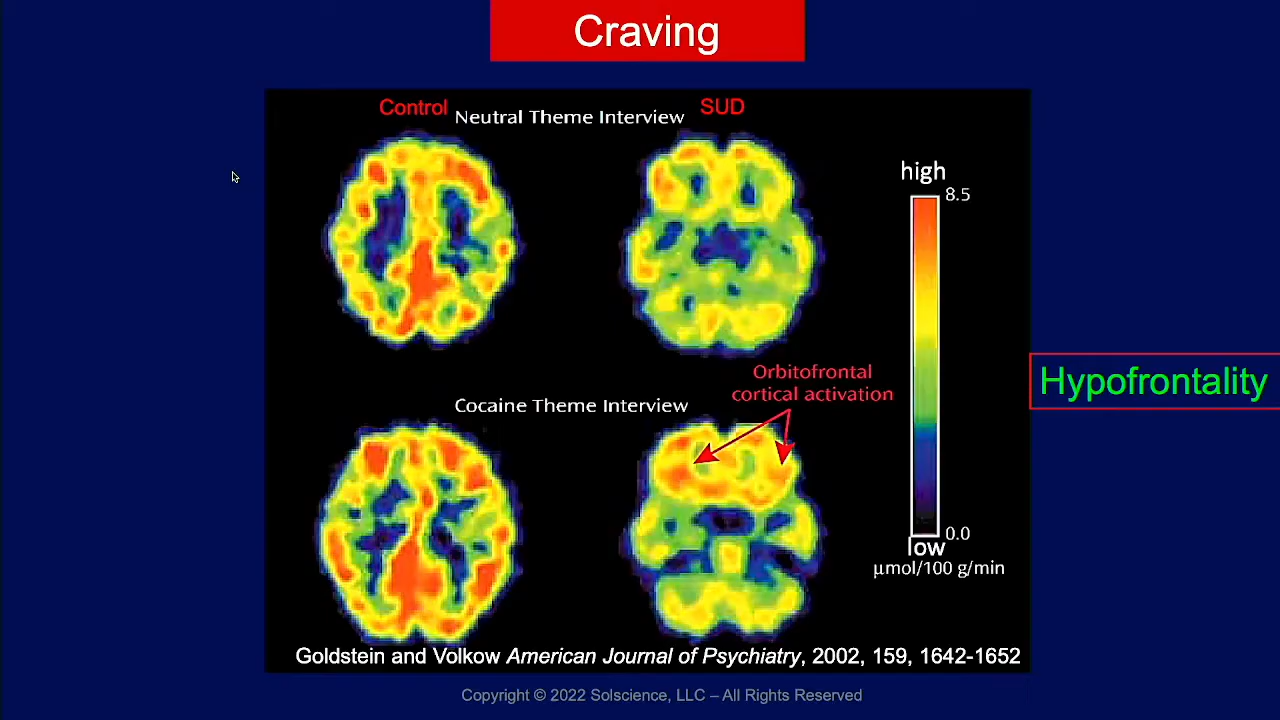 Craving
Control
Neutral Theme Interview
SUD
high
8.5
Orbitofrontal
cortical activation
Hypofrontality
Cocaine Theme Interview
0.0
low
μmol/100 g/min
Goldstein and Volkow American Journal of Psychiatry, 2002, 159, 1642-1652
Copyright © 2022 Solscience, LLC – All Rights Reserved